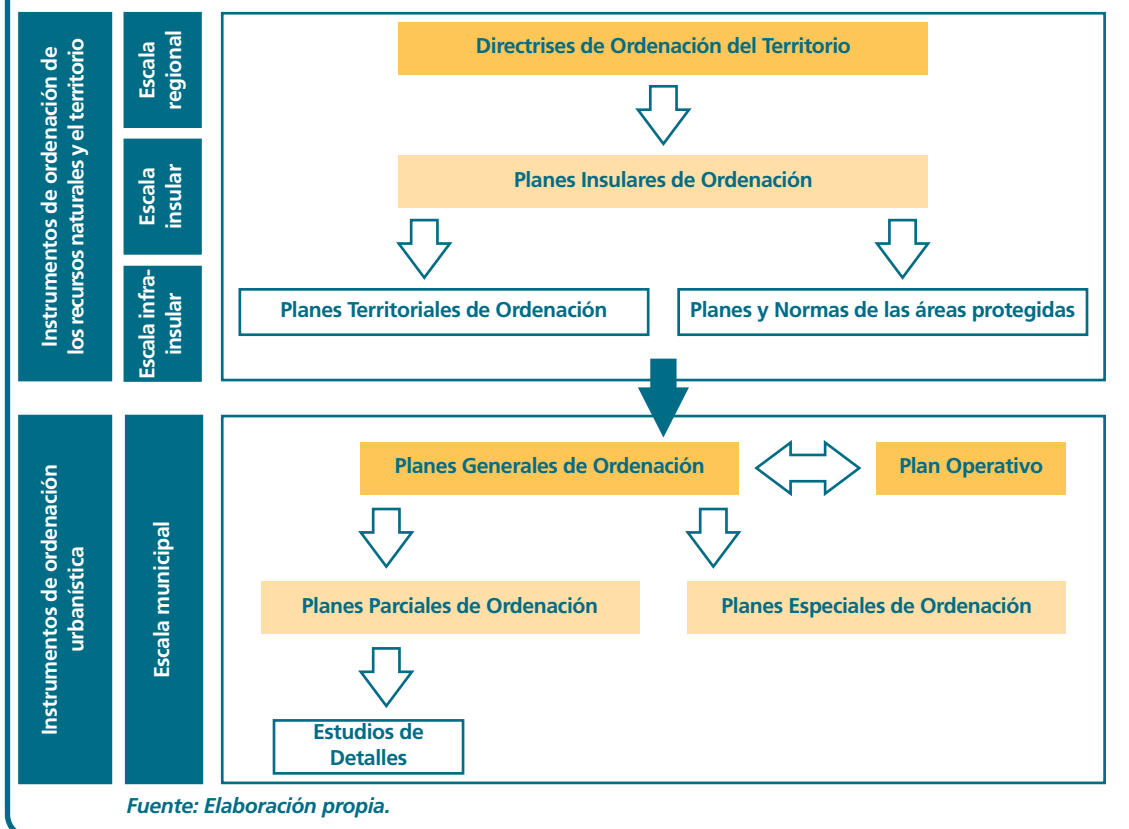 Instrumentos de ordenación de
los recursos naturales y el territorio
Escala
regional
Directrises de Ordenación del Territorio
Escala
insular
Planes Insulares de Ordenación
Escala infra-
insular
Planes Territoriales de Ordenación
Planes y Normas de las áreas protegidas
Instrumentos de ordenación
urbanística
Escala municipal
Planes Generales de Ordenación
Plan Operativo
Planes Parciales de Ordenación
Planes Especiales de Ordenación
Estudios de
Detalles
Fuente: Elaboración propia.